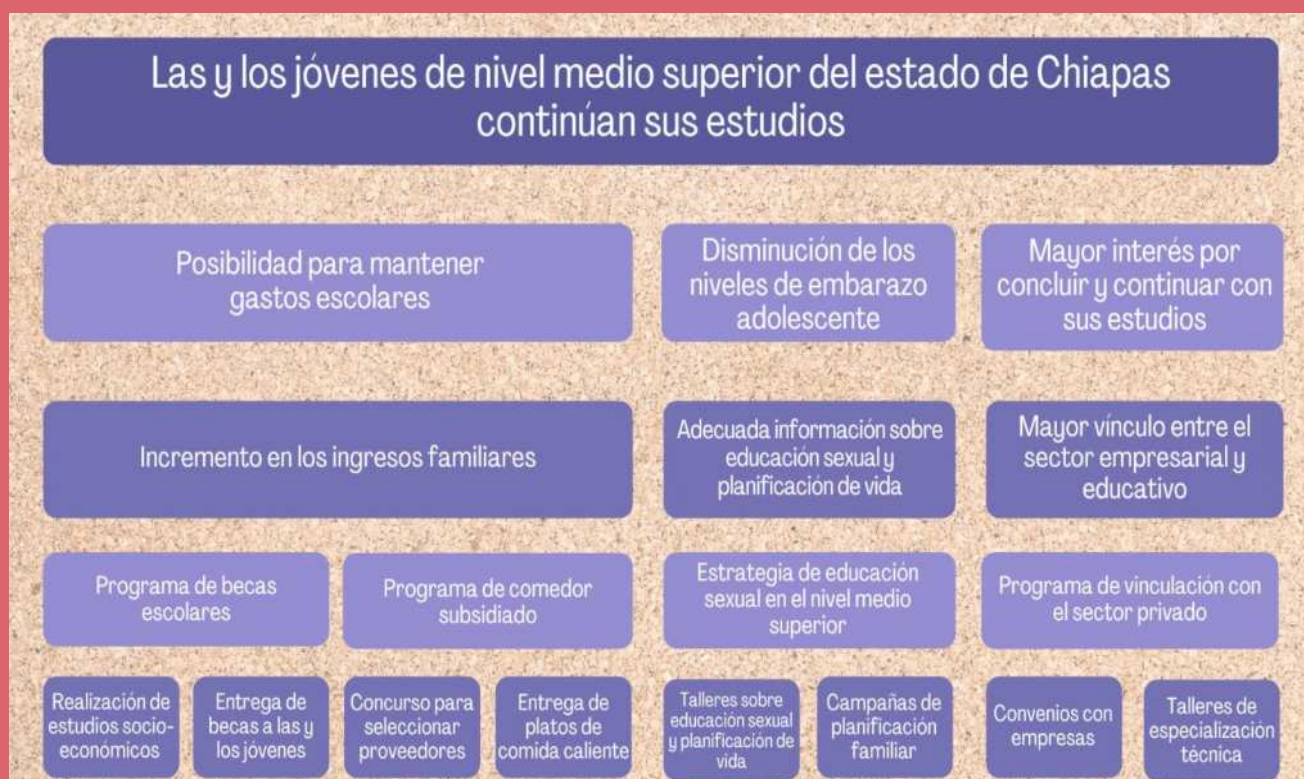 Las y los jóvenes de nivel medio superior del estado de Chiapas
continúan sus estudios
Posibilidad para mantener
gastos escolares
Disminución de los
niveles de embarazo
adolescente
Mayor interés por
concluir y continuar con
sus estudios
Incremento en los ingresos familiares
Adecuada información sobre
educación sexual y
planificación de vida
Mayor vínculo entre el
sector empresarial y
educativo
Programa de becas
escolares
Programa de comedor
subsidiado
Estrategia de educación
sexual en el nivel medio
superior
Programa de vinculación con
el sector privado
Realización de
estudios socio-
económicos
Entrega de
becas a las y
los jóvenes
Concurso para
seleccionar
proveedores
Entrega de
platos de
comida caliente
Talleres sobre
educación sexual
y planificación de
vida
Campañas de
planificación
familiar
Convenios con
empresas
Talleres de
especialización
técnica